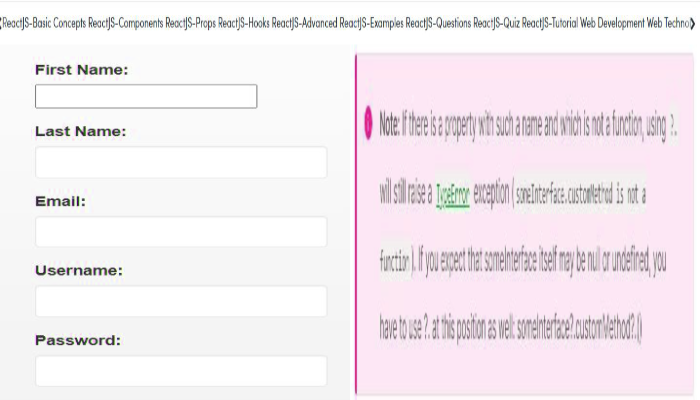 ReactJS-Basic Concepts ReactJS-Components ReactJS-Props ReactJS-Hooks ReactJS-Advanced ReactJS-Examples ReactJS-Questions ReactJS-Quiz ReactJS-Tutorial Web Development Web Techno
First Name:
Last Name:
Email:
Username:
Password:
Note: If there is a property with such a name and which is not a function, using ?.
will still raise a TypeError exception ( someInterface.customMethod is not a
function ). If you expect that someInterface itself may be null or undefined, you
have to use ?. at this position as well: someInterface?.customMethod?.()